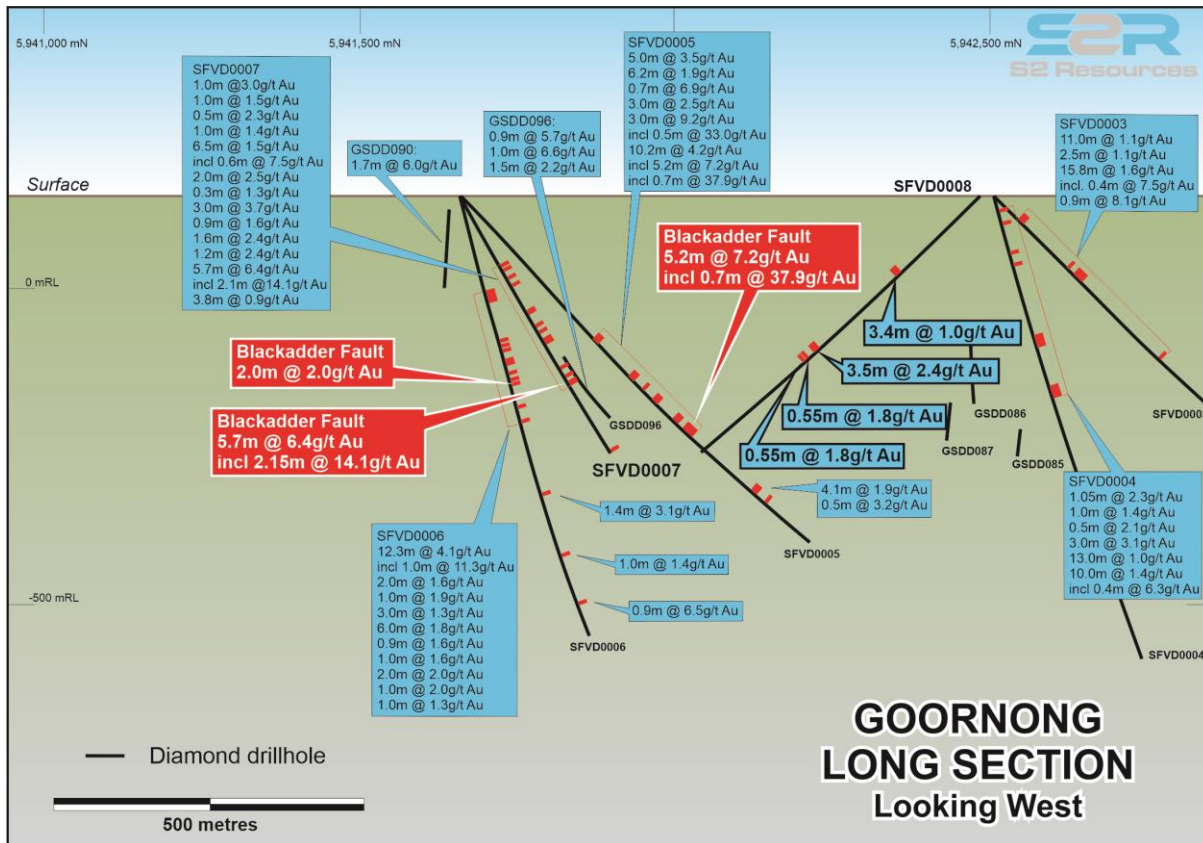 5,941,000 mN
5,941,500 mN
5,942,500 mN
S2R
S2 Resources
SFVD0007
1.0m @3.0g/t Au
1.0m @ 1.5g/t Au
0.5m @ 2.3g/t Au
1.0m @ 1.4g/t Au
6.5m @ 1.5g/t Au
incl 0.6m @ 7.5g/t Au
2.0m @ 2.5g/t Au
0.3m @ 1.3g/t Au
3.0m @ 3.7g/t Au
0.9m @ 1.6g/t Au
1.6m @ 2.4g/t Au
1.2m @ 2.4g/t Au
5.7m @ 6.4g/t Au
incl 2.1m @14.1g/t Au
3.8m @ 0.9g/t Au
GSDD090:
1.7m @ 6.0g/t Au
GSDD096:
0.9m @ 5.7g/t Au
1.0m @ 6.6g/t Au
1.5m @ 2.2g/t Au
SFVD0005
5.0m @ 3.5g/t Au
6.2m @ 1.9g/t Au
0.7m @ 6.9g/t Au
3.0m @ 2.5g/t Au
3.0m @ 9.2g/t Au
incl 0.5m @ 33.0g/t Au
10.2m @ 4.2g/t Au
incl 5.2m @ 7.2g/t Au
incl 0.7m @ 37.9g/t Au
SFVD0003
11.0m @ 1.1g/t Au
2.5m @ 1.1g/t Au
15.8m @ 1.6g/t Au
incl. 0.4m @ 7.5g/t Au
0.9m @ 8.1g/t Au
Surface
SFVD0008
Blackadder Fault
5.2m @ 7.2g/t Au
incl 0.7m @ 37.9g/t Au
0 mRL
3.4m @ 1.0g/t Au
Blackadder Fault
2.0m @ 2.0g/t Au
3.5m @ 2.4g/t Au
Blackadder Fault
5.7m @ 6.4g/t Au
incl 2.15m @ 14.1g/t Au
GSDD096
0.55m @ 1.8g/t Au
GSDD086
SFVD000
GSDD087
0.55m @ 1.8g/t Au
GSDD085
SFVD0007
4.1m @ 1.9g/t Au
0.5m @ 3.2g/t Au
SFVD0004
1.05m @ 2.3g/t Au
1.0m @ 1.4g/t Au
0.5m @ 2.1g/t Au
3.0m @ 3.1g/t Au
13.0m @ 1.0g/t Au
10.0m @ 1.4g/t Au
incl 0.4m @ 6.3g/t Au
1.4m @ 3.1g/t Au
SFVD0005
SFVD0006
12.3m @ 4.1g/t Au
incl 1.0m @ 11.3g/t Au
2.0m @ 1.6g/t Au
1.0m @ 1.9g/t Au
3.0m @ 1.3g/t Au
6.0m @ 1.8g/t Au
0.9m @ 1.6g/t Au
1.0m @ 1.6g/t Au
2.0m @ 2.0g/t Au
1.0m @ 2.0g/t Au
1.0m @ 1.3g/t Au
1.0m @ 1.4g/t Au
-500 mRL
0.9m @ 6.5g/t Au
SFVD0006
SFVD0004
Diamond drillhole
500 metres
GOORNONG
LONG SECTION
Looking West